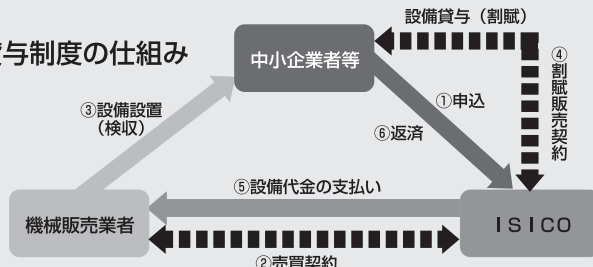 設備貸与（割賦）
与制度の仕組み
中小企業者等
④割賦販売契約
③設備設置
（検収）
①申込
⑥返済
⑤設備代金の支払い
機械販売業者
ISICO
②売買契約